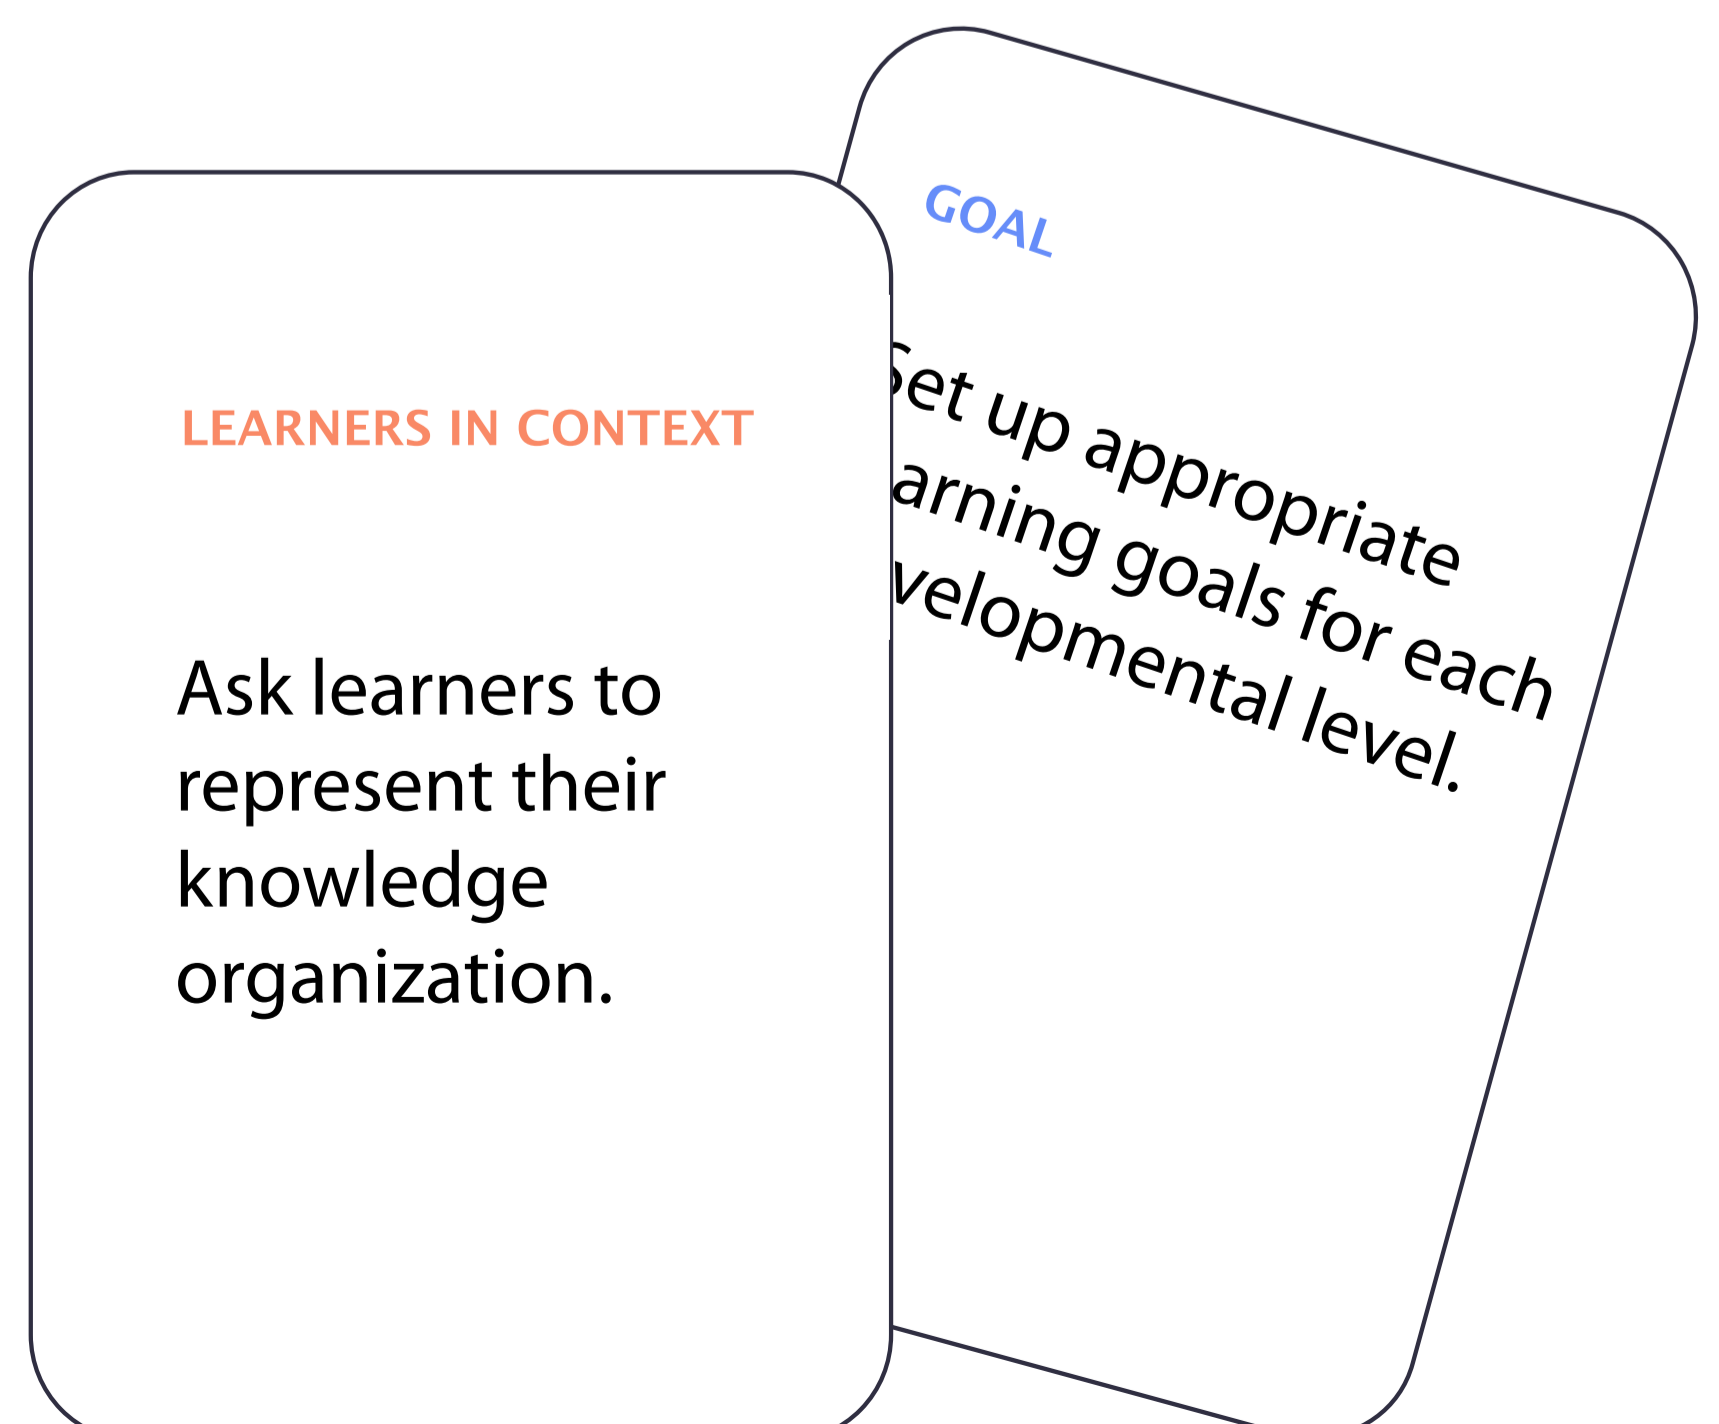 LEARNERS IN CONTEXT
Ask learners to
represent their
knowledge
organization.
GOAL
Set up appropriate
arning goals for each
velopmental level.